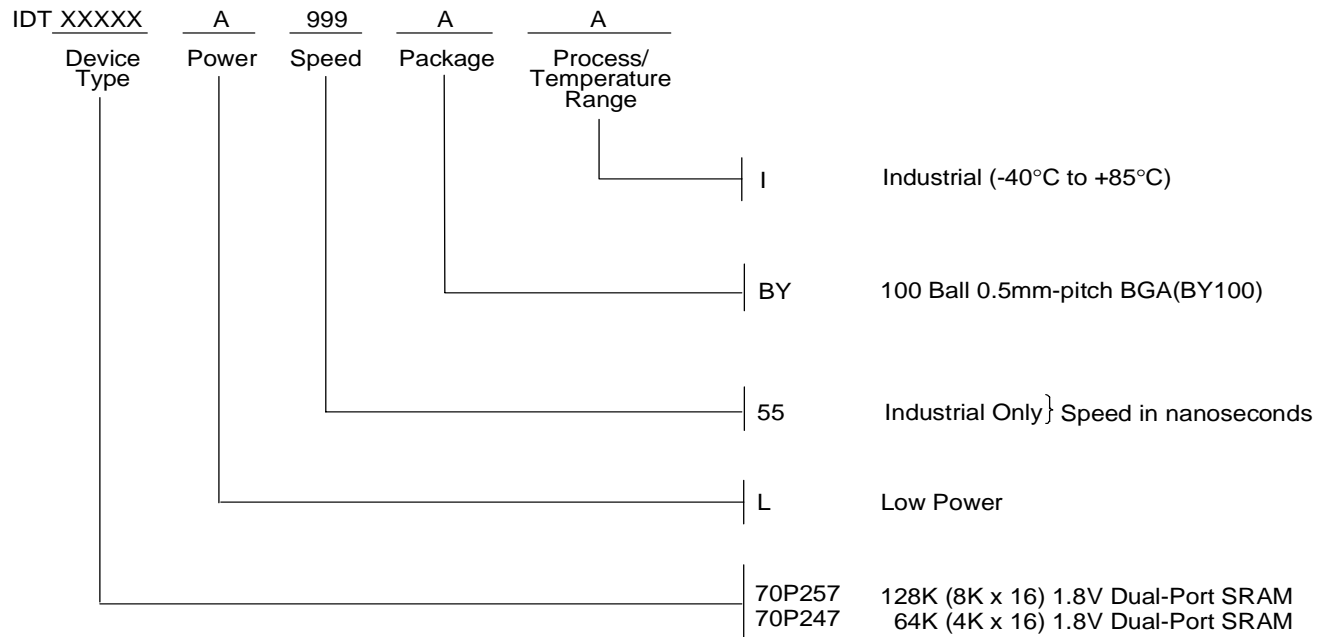 IDT XXXXX A 999 A A
Device Type Power Speed Package Process/ Temperature Range
I Industrial (-40°C to +85°C)
BY 100 Ball 0.5mm-pitch BGA(BY100)
55 Industrial Only } Speed in nanoseconds
L Low Power
70P257 128K (8K x 16) 1.8V Dual-Port SRAM
70P247 64K (4K x 16) 1.8V Dual-Port SRAM